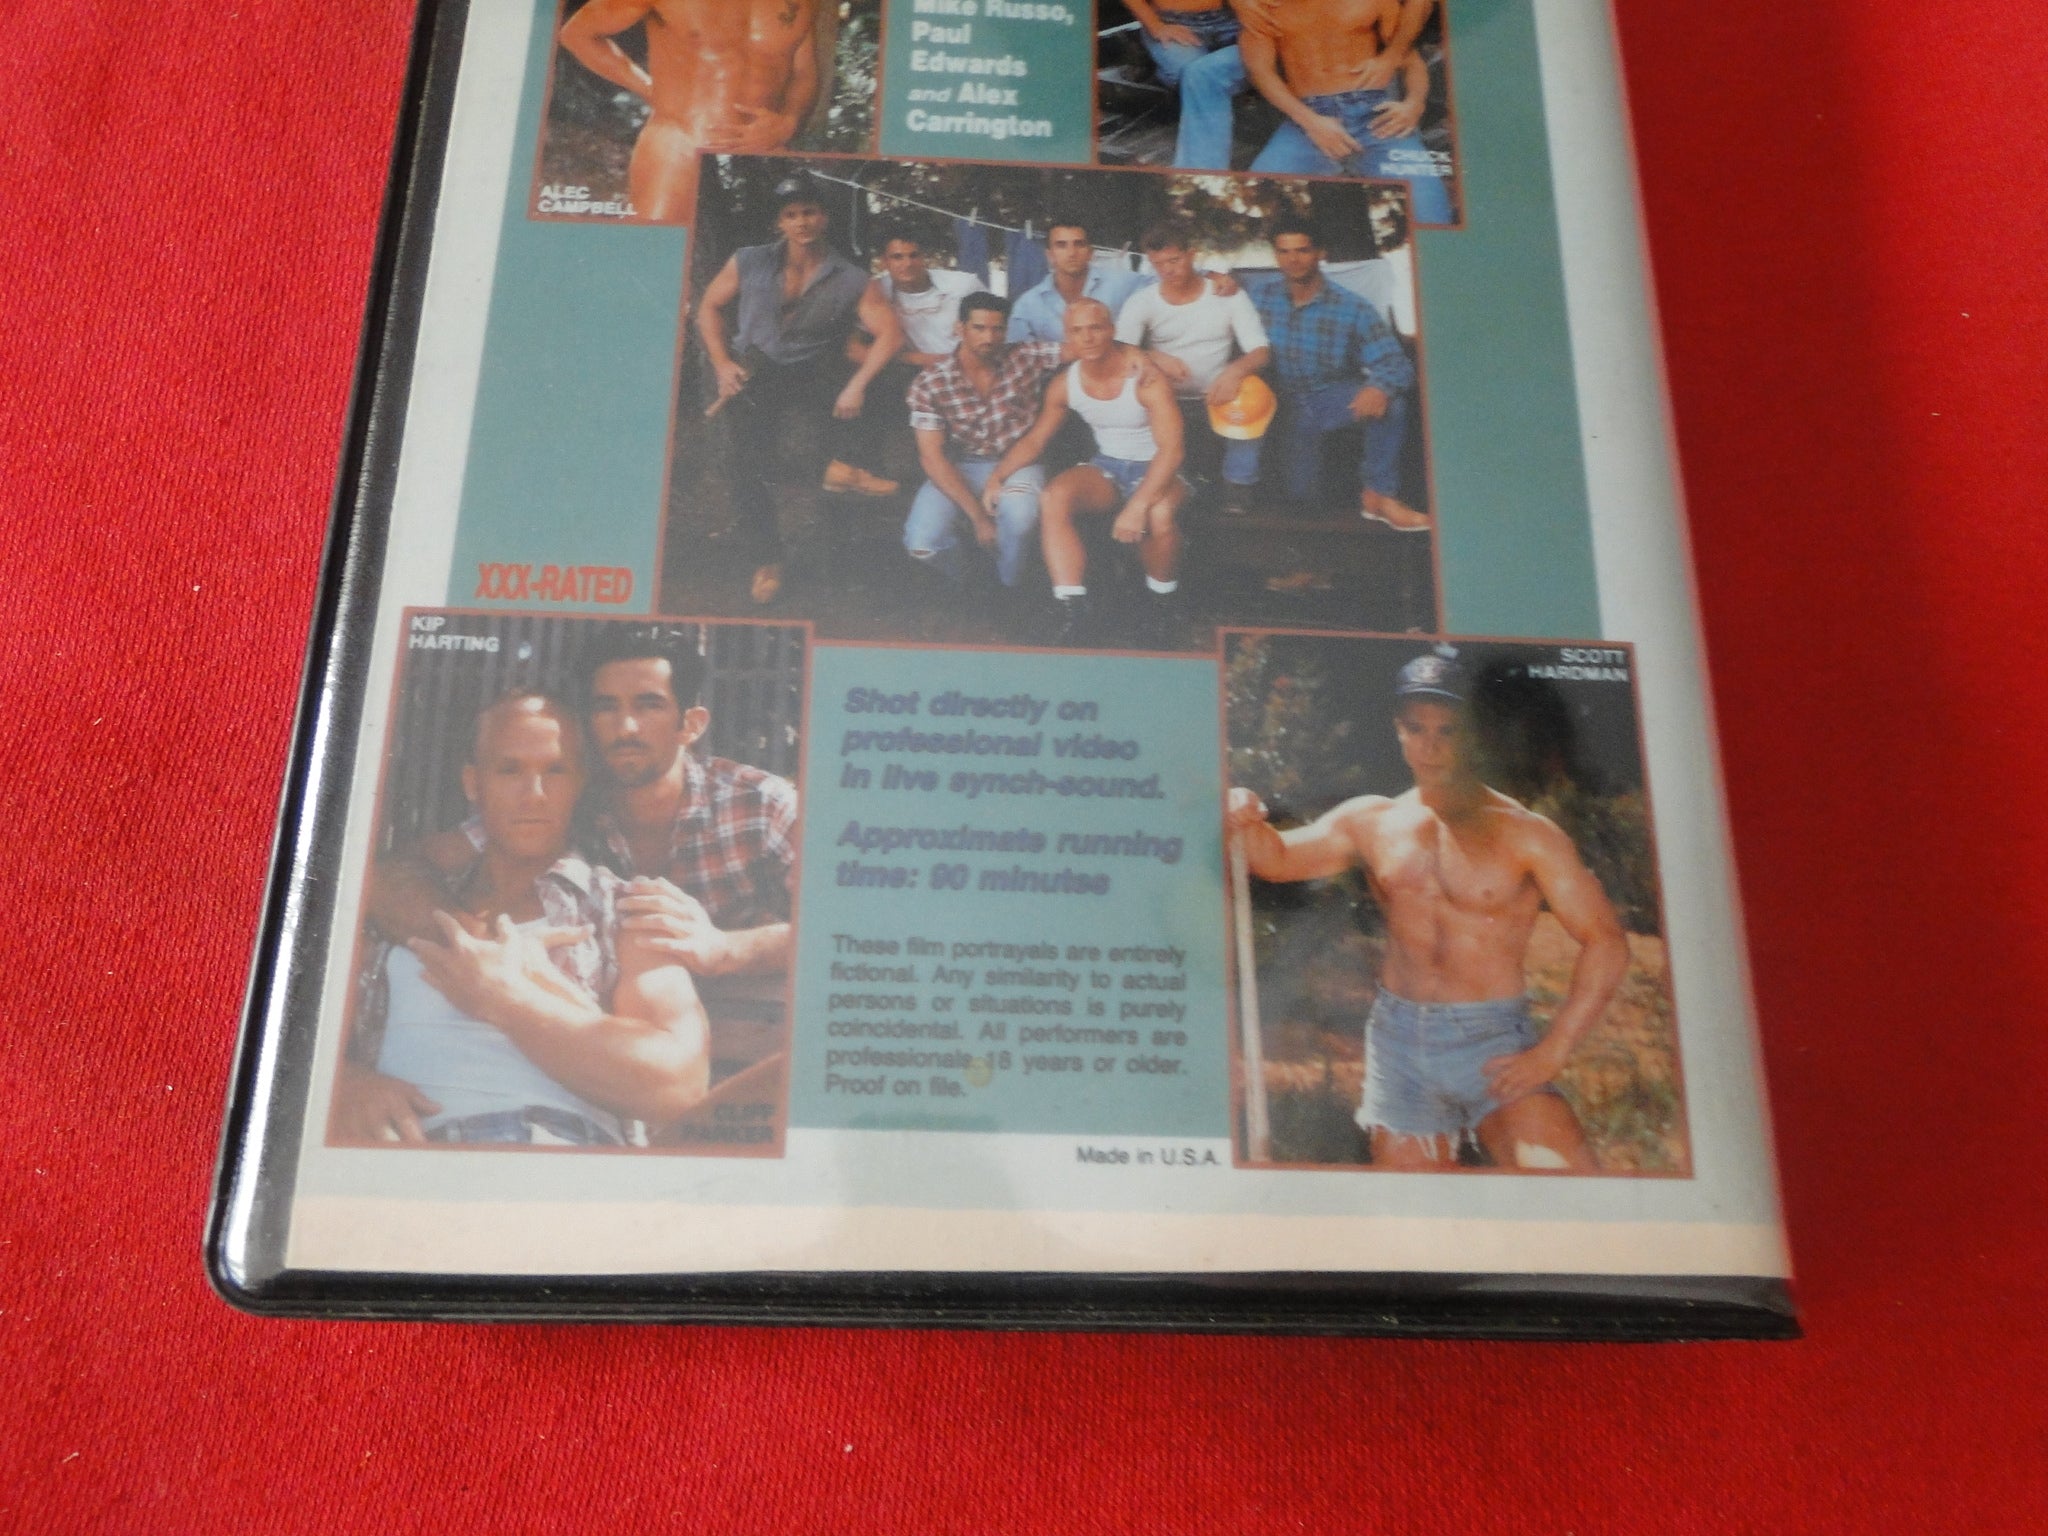 Mike Russo,
Paul
Edwards
and Alex
Carrington
ALEC
CAMPBELL
CHUCK
HUNTER
XXX-RATED
KIP
HARTING
SCOTT
HARDMAN
Shot directly on
professional video
in live synch-sound.
Approximate running
time: 90 minutes
These film portrayals are entirely
fictional. Any similarity to actual
persons or situations is purely
coincidental. All performers are
professionals 18 years or older.
Proof on file.
CLIFF
PARKER
Made in U.S.A.